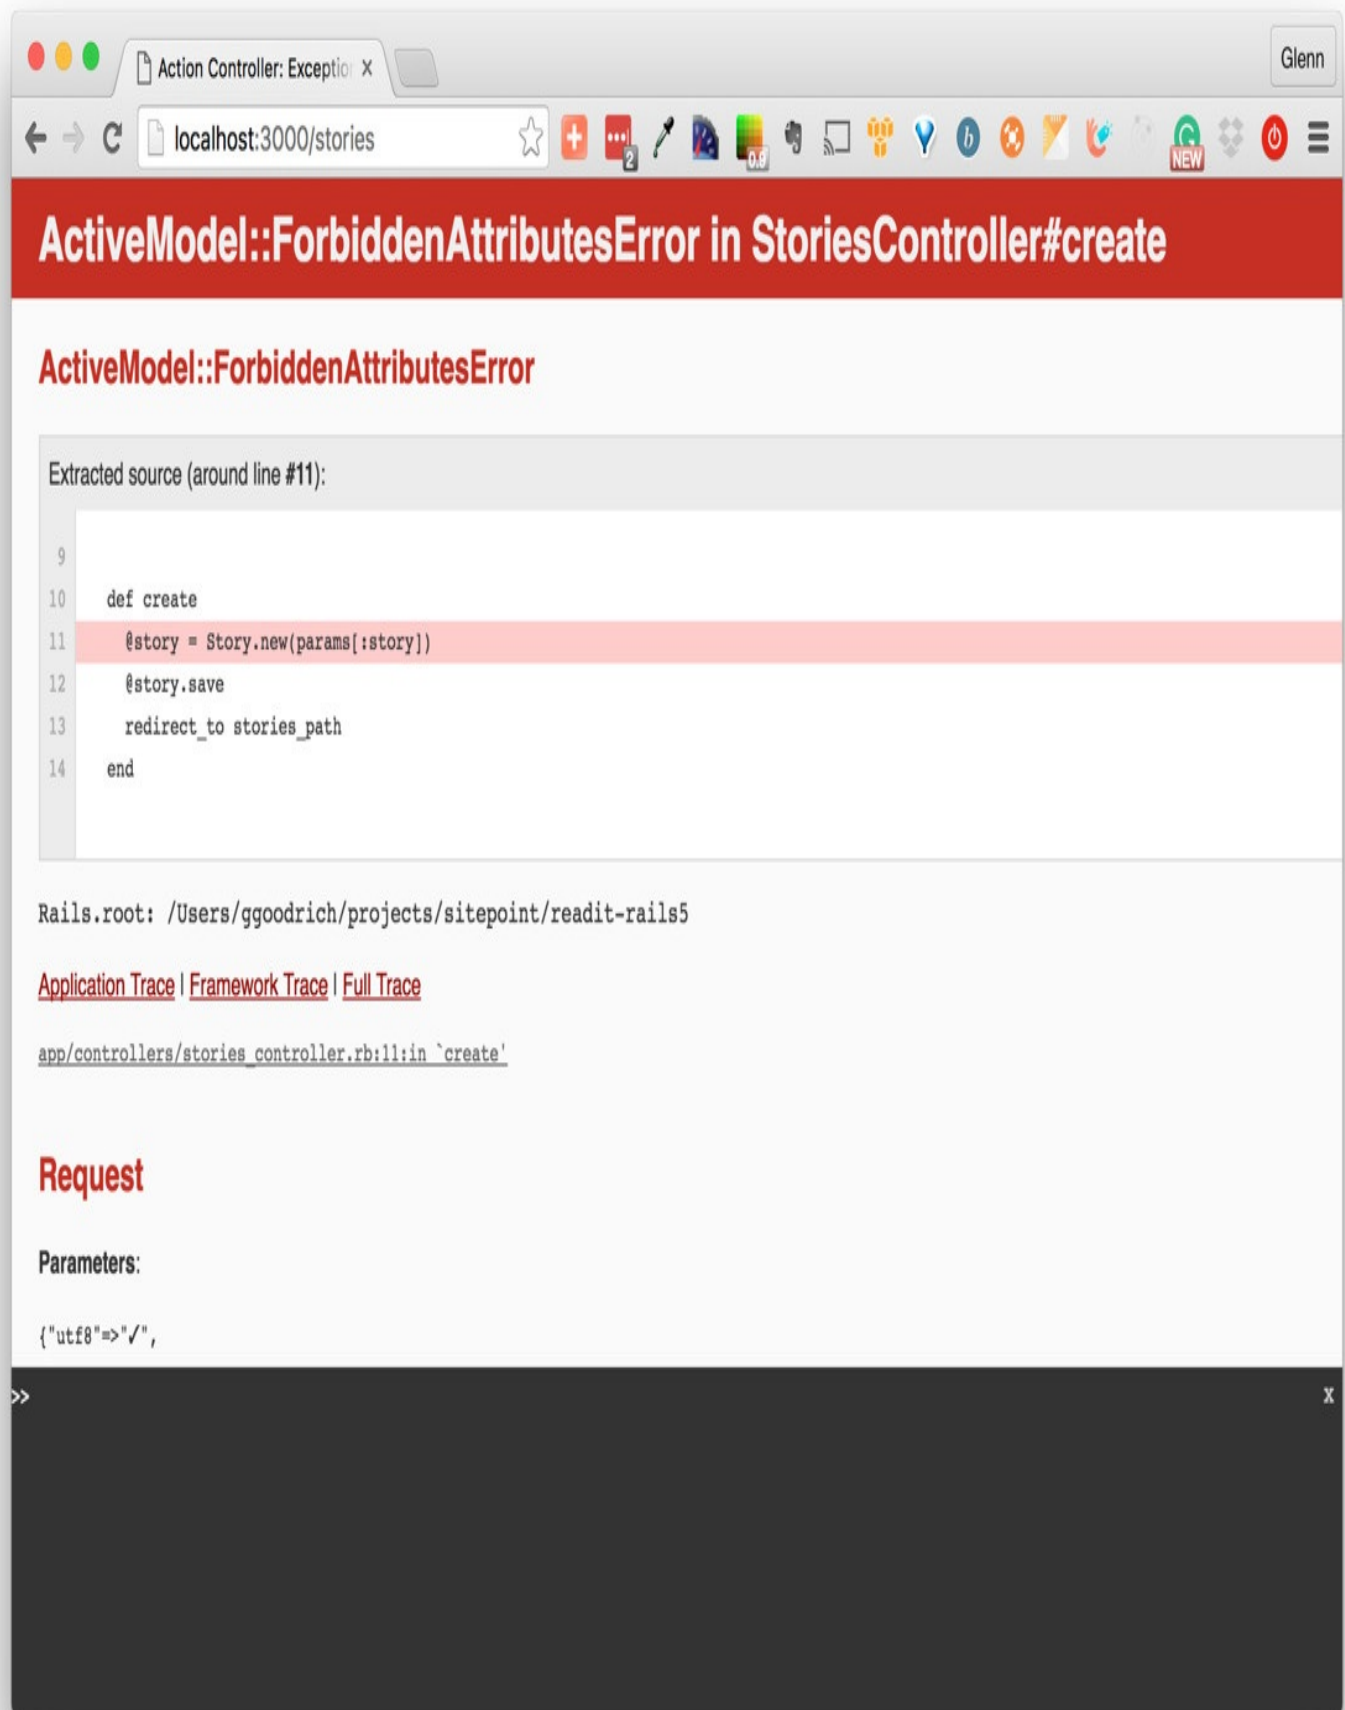 Action Controller: Exception
Glenn
localhost:3000/stories
2
0.9
b
G
NEW
ActiveModel::ForbiddenAttributesError in StoriesController#create
ActiveModel::ForbiddenAttributesError
Extracted source (around line #11):
9
10 def create
11 @story = Story.new(params[:story])
12 @story.save
13 redirect_to stories_path
14 end
Rails.root: /Users/ggoodrich/projects/sitepoint/readit-rails5
Application Trace | Framework Trace | Full Trace
app/controllers/stories_controller.rb:11:in `create'
Request
Parameters:
{"utf8"=>"✓",
>>
x